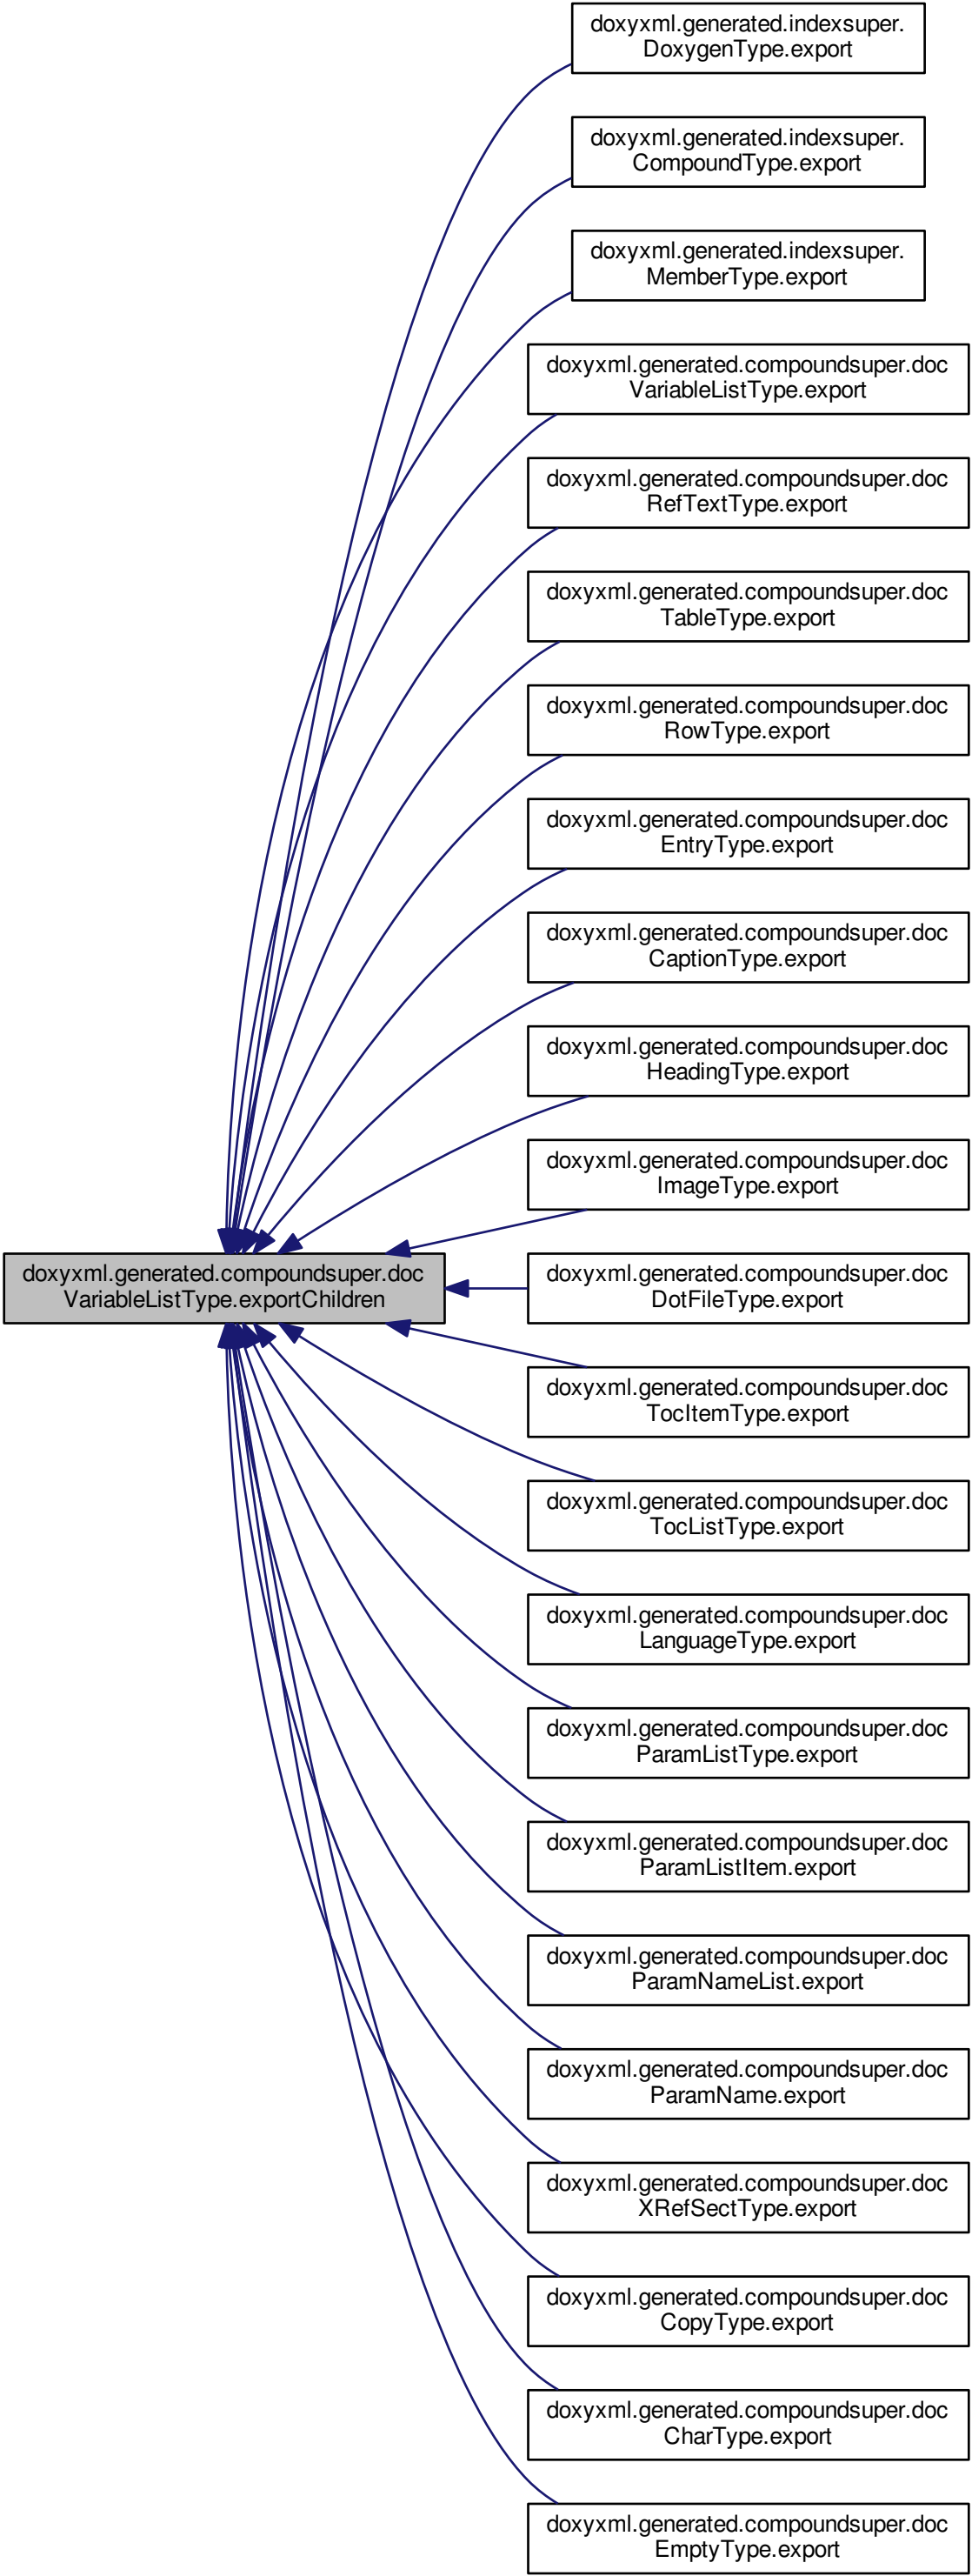 doxyxml.generated.indexsuper.
DoxygenType.export
doxyxml.generated.indexsuper.
CompoundType.export
doxyxml.generated.indexsuper.
MemberType.export
doxyxml.generated.compoundsuper.doc
VariableListType.export
doxyxml.generated.compoundsuper.doc
RefTextType.export
doxyxml.generated.compoundsuper.doc
TableType.export
doxyxml.generated.compoundsuper.doc
RowType.export
doxyxml.generated.compoundsuper.doc
EntryType.export
doxyxml.generated.compoundsuper.doc
CaptionType.export
doxyxml.generated.compoundsuper.doc
HeadingType.export
doxyxml.generated.compoundsuper.doc
ImageType.export
doxyxml.generated.compoundsuper.doc
VariableListType.exportChildren
doxyxml.generated.compoundsuper.doc
DotFileType.export
doxyxml.generated.compoundsuper.doc
TocItemType.export
doxyxml.generated.compoundsuper.doc
TocListType.export
doxyxml.generated.compoundsuper.doc
LanguageType.export
doxyxml.generated.compoundsuper.doc
ParamListType.export
doxyxml.generated.compoundsuper.doc
ParamListItem.export
doxyxml.generated.compoundsuper.doc
ParamNameList.export
doxyxml.generated.compoundsuper.doc
ParamName.export
doxyxml.generated.compoundsuper.doc
XRefSectType.export
doxyxml.generated.compoundsuper.doc
CopyType.export
doxyxml.generated.compoundsuper.doc
CharType.export
doxyxml.generated.compoundsuper.doc
EmptyType.export